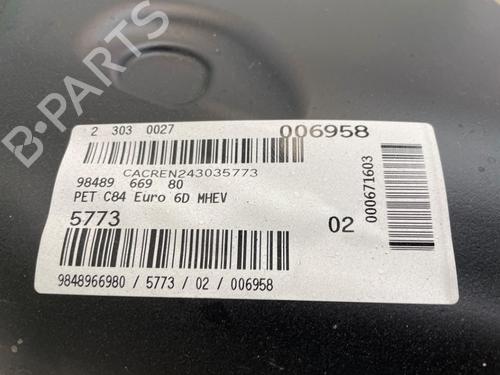 2 303 0027
006958
CACREN243035773
98489 669 80
PET C84 Euro 6D MHEV
5773
02
000671603
9848966980 / 5773 / 02 / 006958
B-PARTS